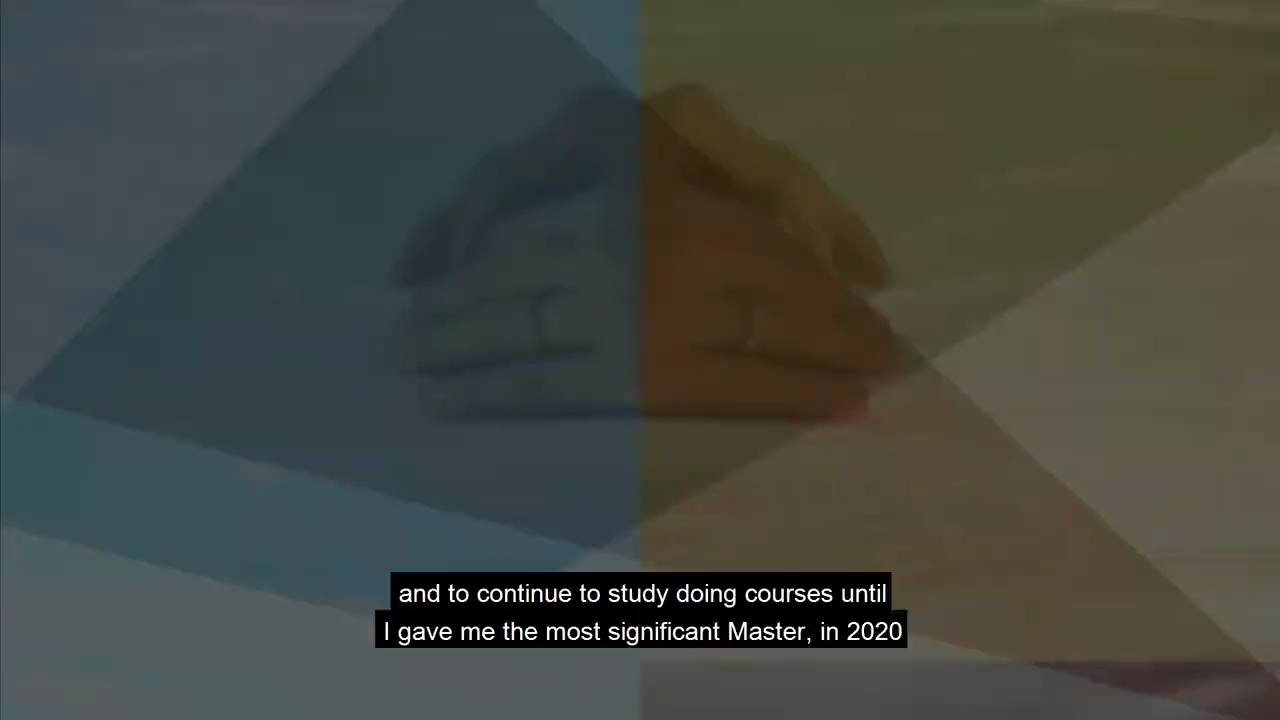 and to continue to study doing courses until
I gave me the most significant Master, in 2020